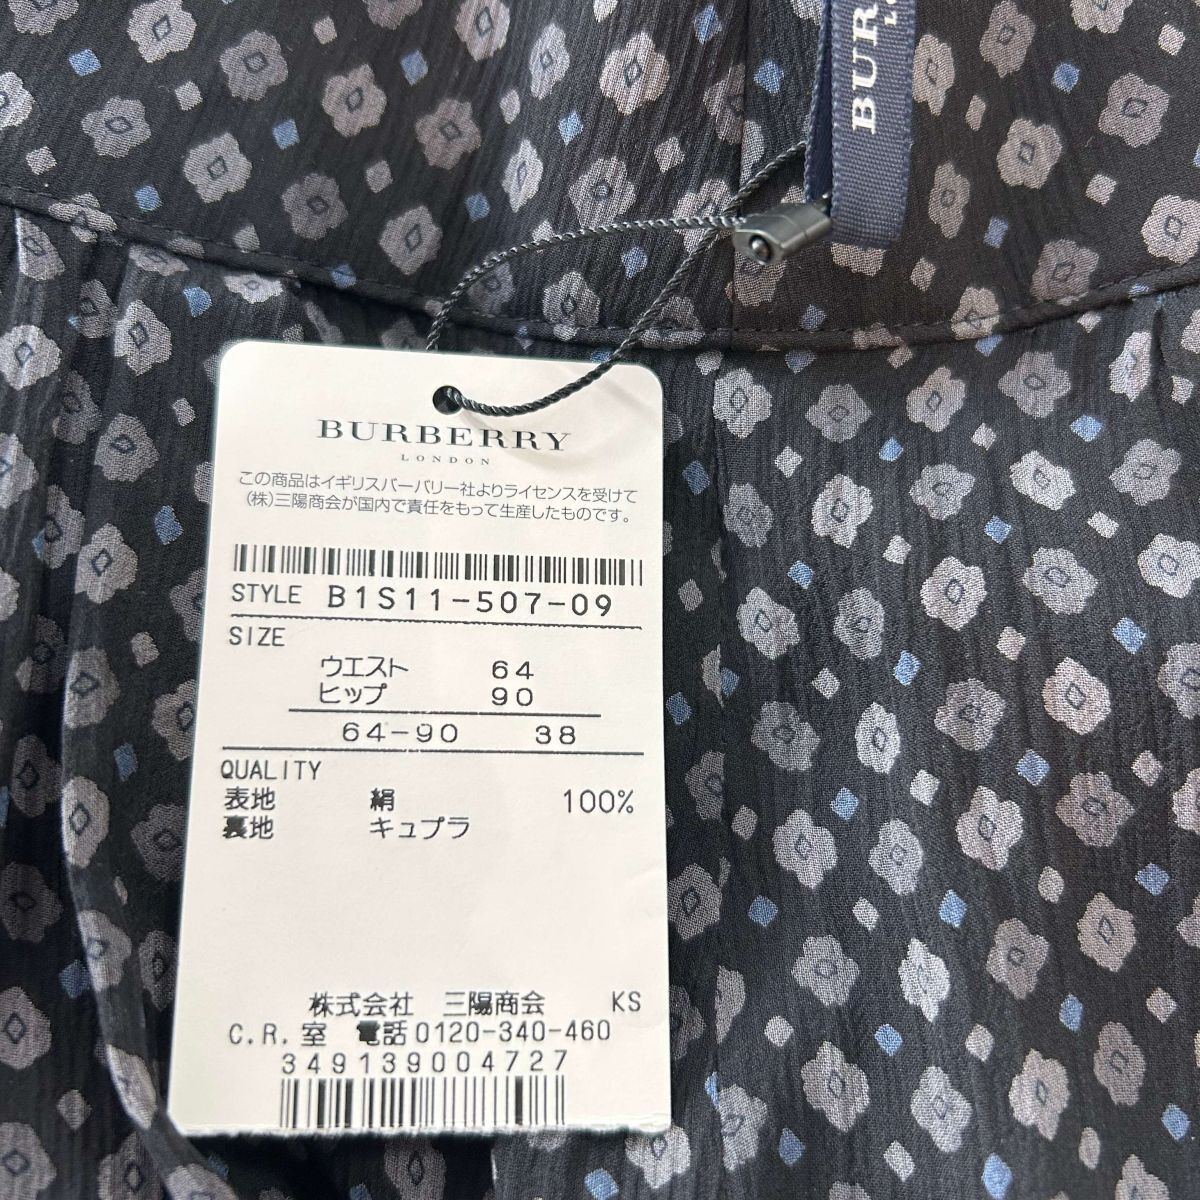 BUR
BURBERRY
LONDON
この商品はイギリスバーバリー社よりライセンスを受けて
(株)三陽商会が国内で責任をもって生産したものです。
STYLE B1S11-507-09
SIZE
ウエスト 64
ヒップ 90
64-90 38
QUALITY
表地 絹 100%
裏地 キュプラ
株式会社 三陽商会 KS
C.R.室 電話0120-340-460
349139004727